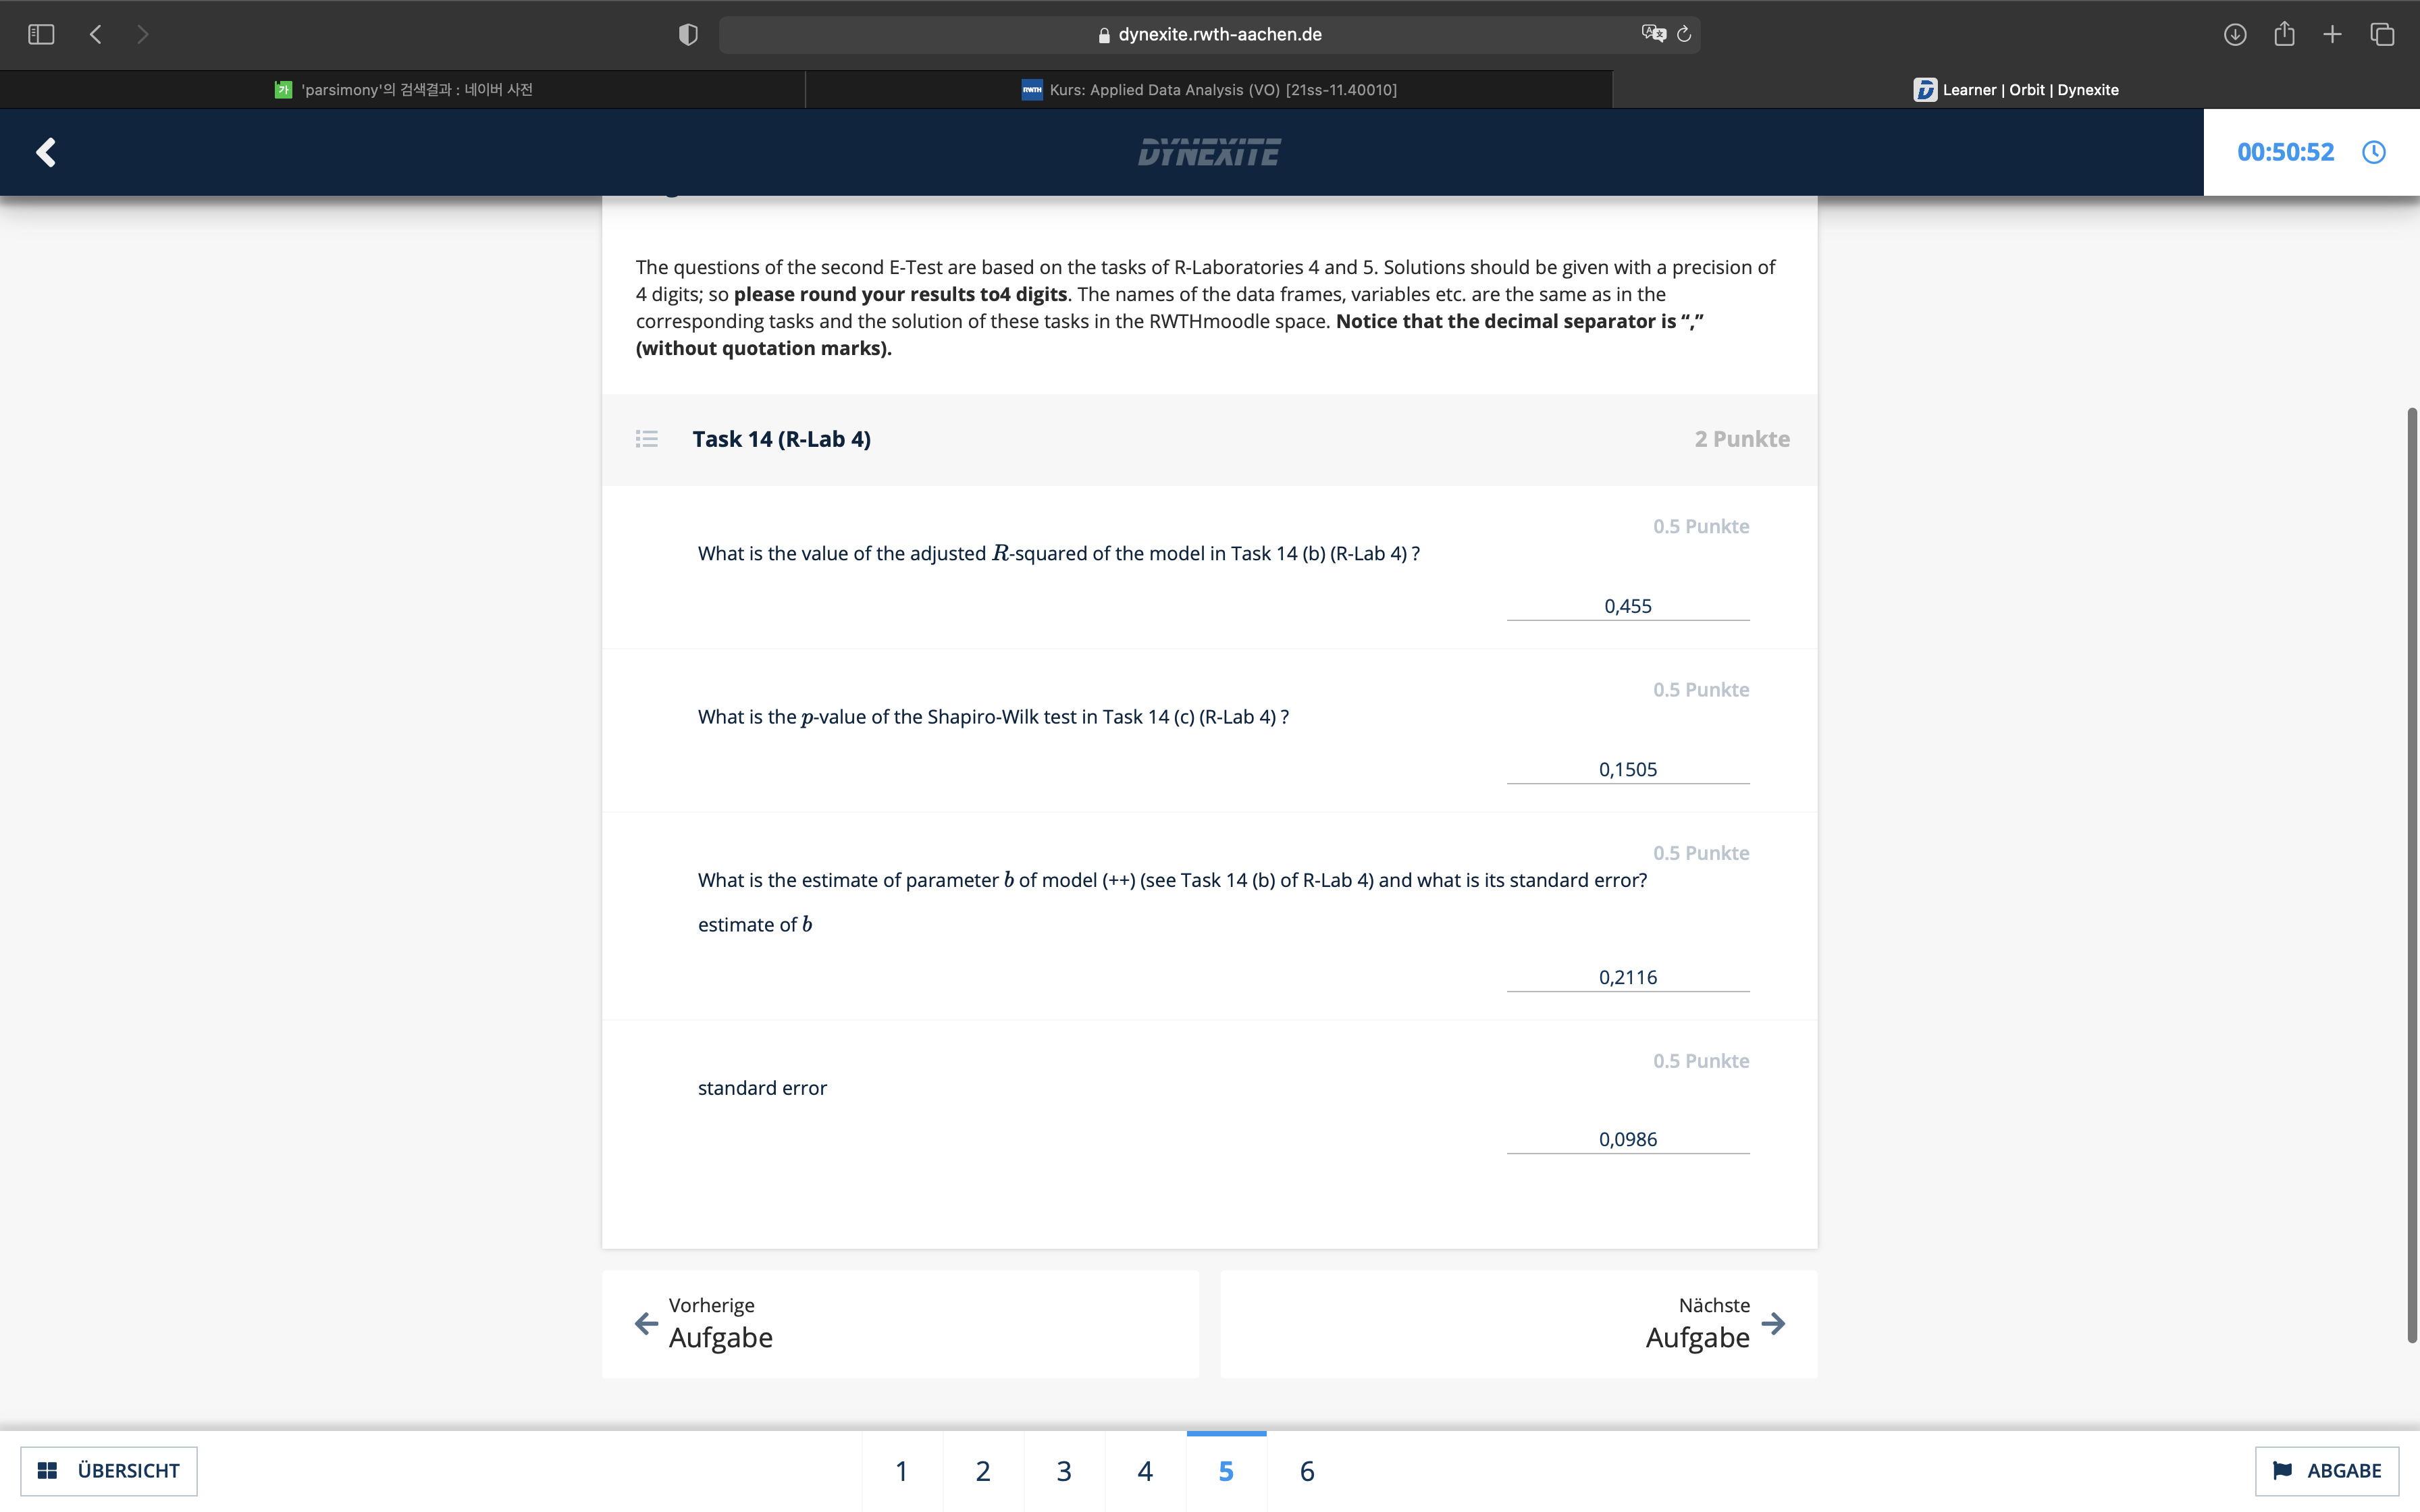 dynexite.rwth-aachen.de
'parsimony'의 검색결과 : 네이버 사전
Kurs: Applied Data Analysis (VO) [21ss-11.40010]
Learner | Orbit | Dynexite
DYNEXITE
00:50:52
The questions of the second E-Test are based on the tasks of R-Laboratories 4 and 5. Solutions should be given with a precision of
4 digits; so please round your results to4 digits. The names of the data frames, variables etc. are the same as in the
corresponding tasks and the solution of these tasks in the RWTHmoodle space. Notice that the decimal separator is “,”
(without quotation marks).
Task 14 (R-Lab 4)
2 Punkte
0.5 Punkte
What is the value of the adjusted R-squared of the model in Task 14 (b) (R-Lab 4) ?
0,455
0.5 Punkte
What is the p-value of the Shapiro-Wilk test in Task 14 (c) (R-Lab 4) ?
0,1505
0.5 Punkte
What is the estimate of parameter b of model (++) (see Task 14 (b) of R-Lab 4) and what is its standard error?
estimate of b
0,2116
0.5 Punkte
standard error
0,0986
Vorherige
Aufgabe
Nächste
Aufgabe
ÜBERSICHT
1 2 3 4 5 6
ABGABE